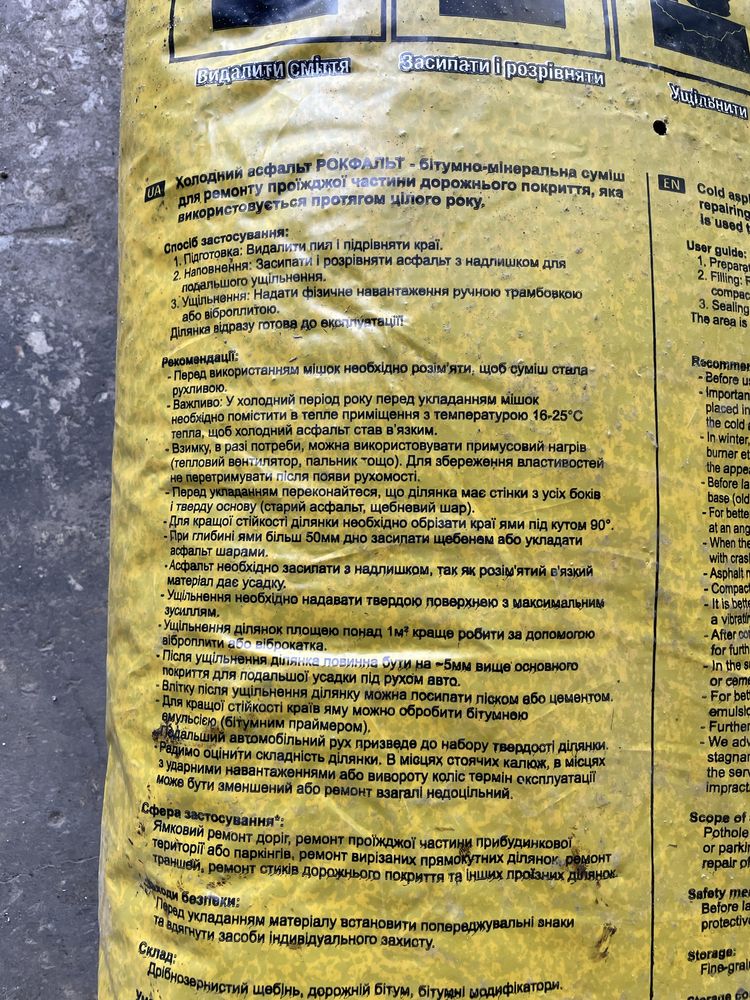 Видалити сміття
Засипати і розрівняти
Ущільнити
UA
Холодний асфальт РОКФАЛЬТ - бітумно-мінеральна суміш
для ремонту проїжджої частини дорожнього покриття, яка
використовується протягом цілого року.
Спосіб застосування:
1. Підготовка: Видалити пил і підрівняти краї.
2. Наповнення: Засипати і розрівняти асфальт з надлишком для
подальшого ущільнення.
3. Ущільнення: Надати фізичне навантаження ручною трамбовкою
або віброплитою.
Ділянка відразу готова до експлуатації!
Рекомендації:
- Перед використанням мішок необхідно розім'яти, щоб суміш стала
рухливою.
- Важливо: У холодний період року перед укладанням мішок
необхідно помістити в тепле приміщення з температурою 16-25°C
тепла, щоб холодний асфальт став в'язким.
- Взимку, в разі потреби, можна використовувати примусовий нагрів
(тепловий вентилятор, пальник тощо). Для збереження властивостей
не перетримувати після появи рухомості.
- Перед укладанням переконайтеся, що ділянка має стінки з усіх боків
і тверду основу (старий асфальт, щебневий шар).
- Для кращої стійкості ділянки необхідно обрізати краї ями під кутом 90°.
- При глибині ями більш 50мм дно засипати щебенем або укладати
асфальт шарами.
- Асфальт необхідно засипати з надлишком, так як розім'ятий в'язкий
матеріал дає усадку.
- Ущільнення необхідно надавати твердою поверхнею з максимальним
зусиллям.
- Ущільнення ділянок площею понад 1м² краще робити за допомогою
віброплити або віброкатка.
- Після ущільнення ділянка повинна бути на ~5мм вище основного
покриття для подальшої усадки під рухом авто.
- Влітку після ущільнення ділянку можна посипати піском або цементом.
- Для кращої стійкості країв яму можно обробити бітумною
емульсією (бітумним праймером).
- Подальший автомобільний рух призведе до набору твердості ділянки.
- Радимо оцінити складність ділянки. В місцях стоячих калюж, в місцях
з ударними навантаженнями або вивороту коліс термін експлуатації
може бути зменшений або ремонт взагалі недоцільний.
Сфера застосування*:
Ямковий ремонт доріг, ремонт проїжджої частини прибудинкової
території або паркінгів, ремонт вирізаних прямокутних ділянок, ремонт
траншей, ремонт стиків дорожнього покриття та інших проїзних ділянок.
Заходи безпеки:
Перед укладанням матеріалу встановити попереджувальні знаки
та вдягнути засоби індивідуального захисту.
Склад:
Дрібнозернистий щебінь, дорожній бітум, бітумні модифікатори.
EN
Cold asp
repairing
is used t
User guide:
1. Prepara
2. Filling: F
compac
3. Sealing
The area is
Recommen
- Before u
- Importan
placed in
the cold a
- In winter,
burner et
the appea
- Before la
base (old
- For bette
at an ang
- When the
with crash
- Asphalt m
- Compact
- It is bette
a vibratin
- After con
for furth
- In the su
or ceme
- For bet
emulsio
- Further
- We adv
stagnan
the serv
impract
Scope of
Pothole
or parki
repair of
Safety mea
Before la
protectiv
Storage:
Fine-grai